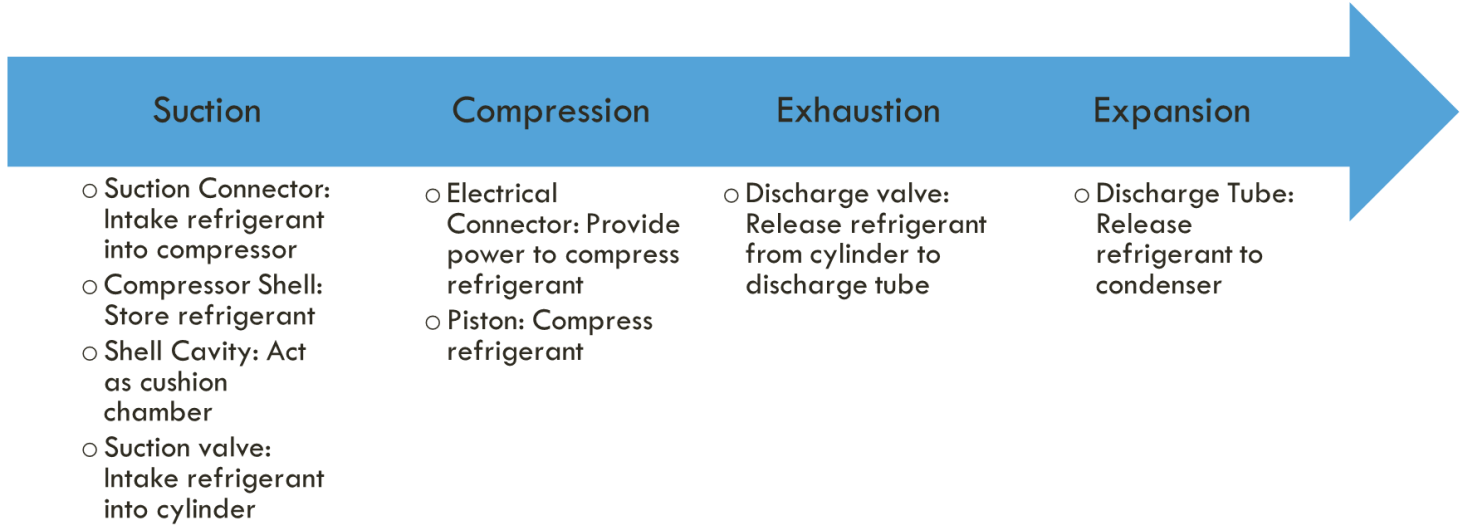 Suction
Compression
Exhaustion
Expansion
○ Suction Connector:
Intake refrigerant
into compressor
○ Compressor Shell:
Store refrigerant
○ Shell Cavity: Act
as cushion
chamber
○ Suction valve:
Intake refrigerant
into cylinder
○ Electrical
Connector: Provide
power to compress
refrigerant
○ Piston: Compress
refrigerant
○ Discharge valve:
Release refrigerant
from cylinder to
discharge tube
○ Discharge Tube:
Release
refrigerant to
condenser